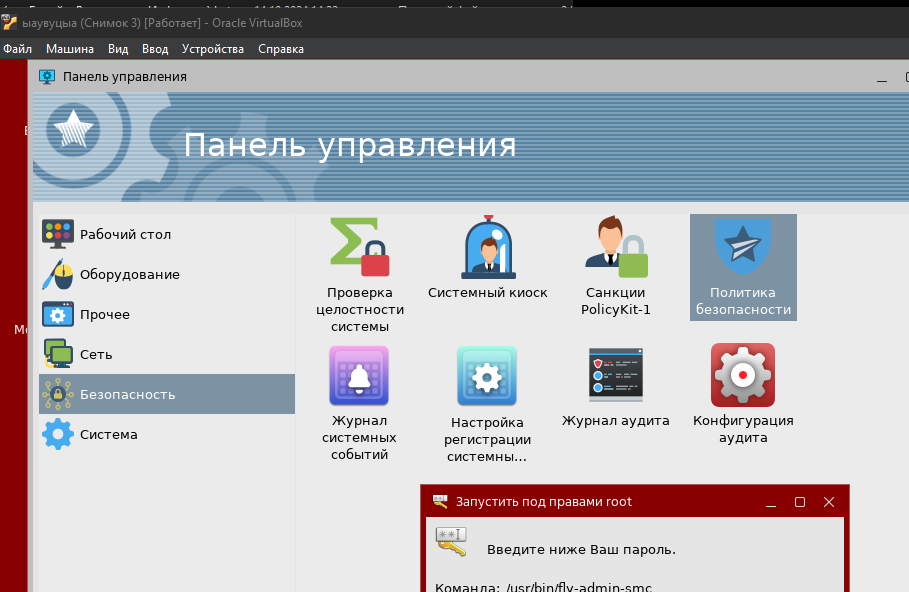 ыаувуцыа (Снимок 3) [Работает] - Oracle VirtualBox
Файл Машина Вид Ввод Устройства Справка
Панель управления
Панель управления
Рабочий стол
Оборудование
Прочее
Сеть
Безопасность
Система
Проверка
целостности
системы
Системный киоск
Санкции
PolicyKit-1
Политика
безопасности
Журнал
системных
событий
Настройка
регистрации
системны...
Журнал аудита
Конфигурация
аудита
Запустить под правами root
Введите ниже Ваш пароль.
Команда: /usr/bin/fly-admin-smc